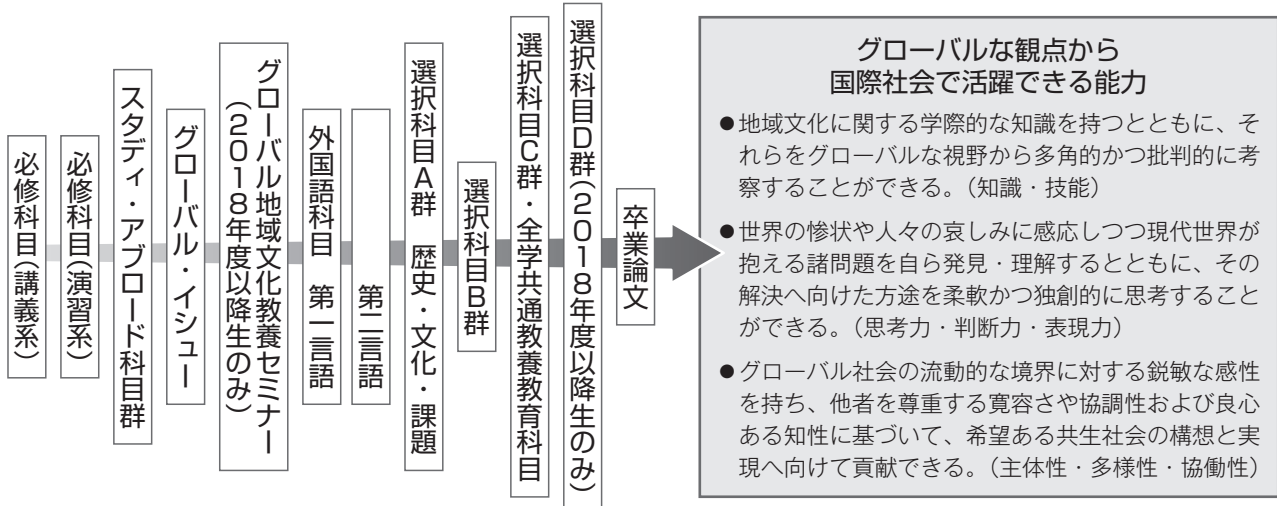 必修科目(講義系)
必修科目(演習系)
スタディ・アブロード科目群
グローバル・イシュー
グローバル地域文化教養セミナー
(2018年度以降生のみ)
外国語科目 第一言語
第二言語
選択科目A群 歴史・文化・課題
選択科目B群
選択科目C群・全学共通教養教育科目
選択科目D群(2018年度以降生のみ)
卒業論文
グローバルな観点から
国際社会で活躍できる能力
●地域文化に関する学際的な知識を持つとともに、そ
れらをグローバルな視野から多角的かつ批判的に考
察することができる。(知識・技能)
●世界の惨状や人々の哀しみに感応しつつ現代世界が
抱える諸問題を自ら発見・理解するとともに、その
解決へ向けた方途を柔軟かつ独創的に思考すること
ができる。(思考力・判断力・表現力)
●グローバル社会の流動的な境界に対する鋭敏な感性
を持ち、他者を尊重する寛容さや協調性および良心
ある知性に基づいて、希望ある共生社会の構想と実
現へ向けて貢献できる。(主体性・多様性・協働性)